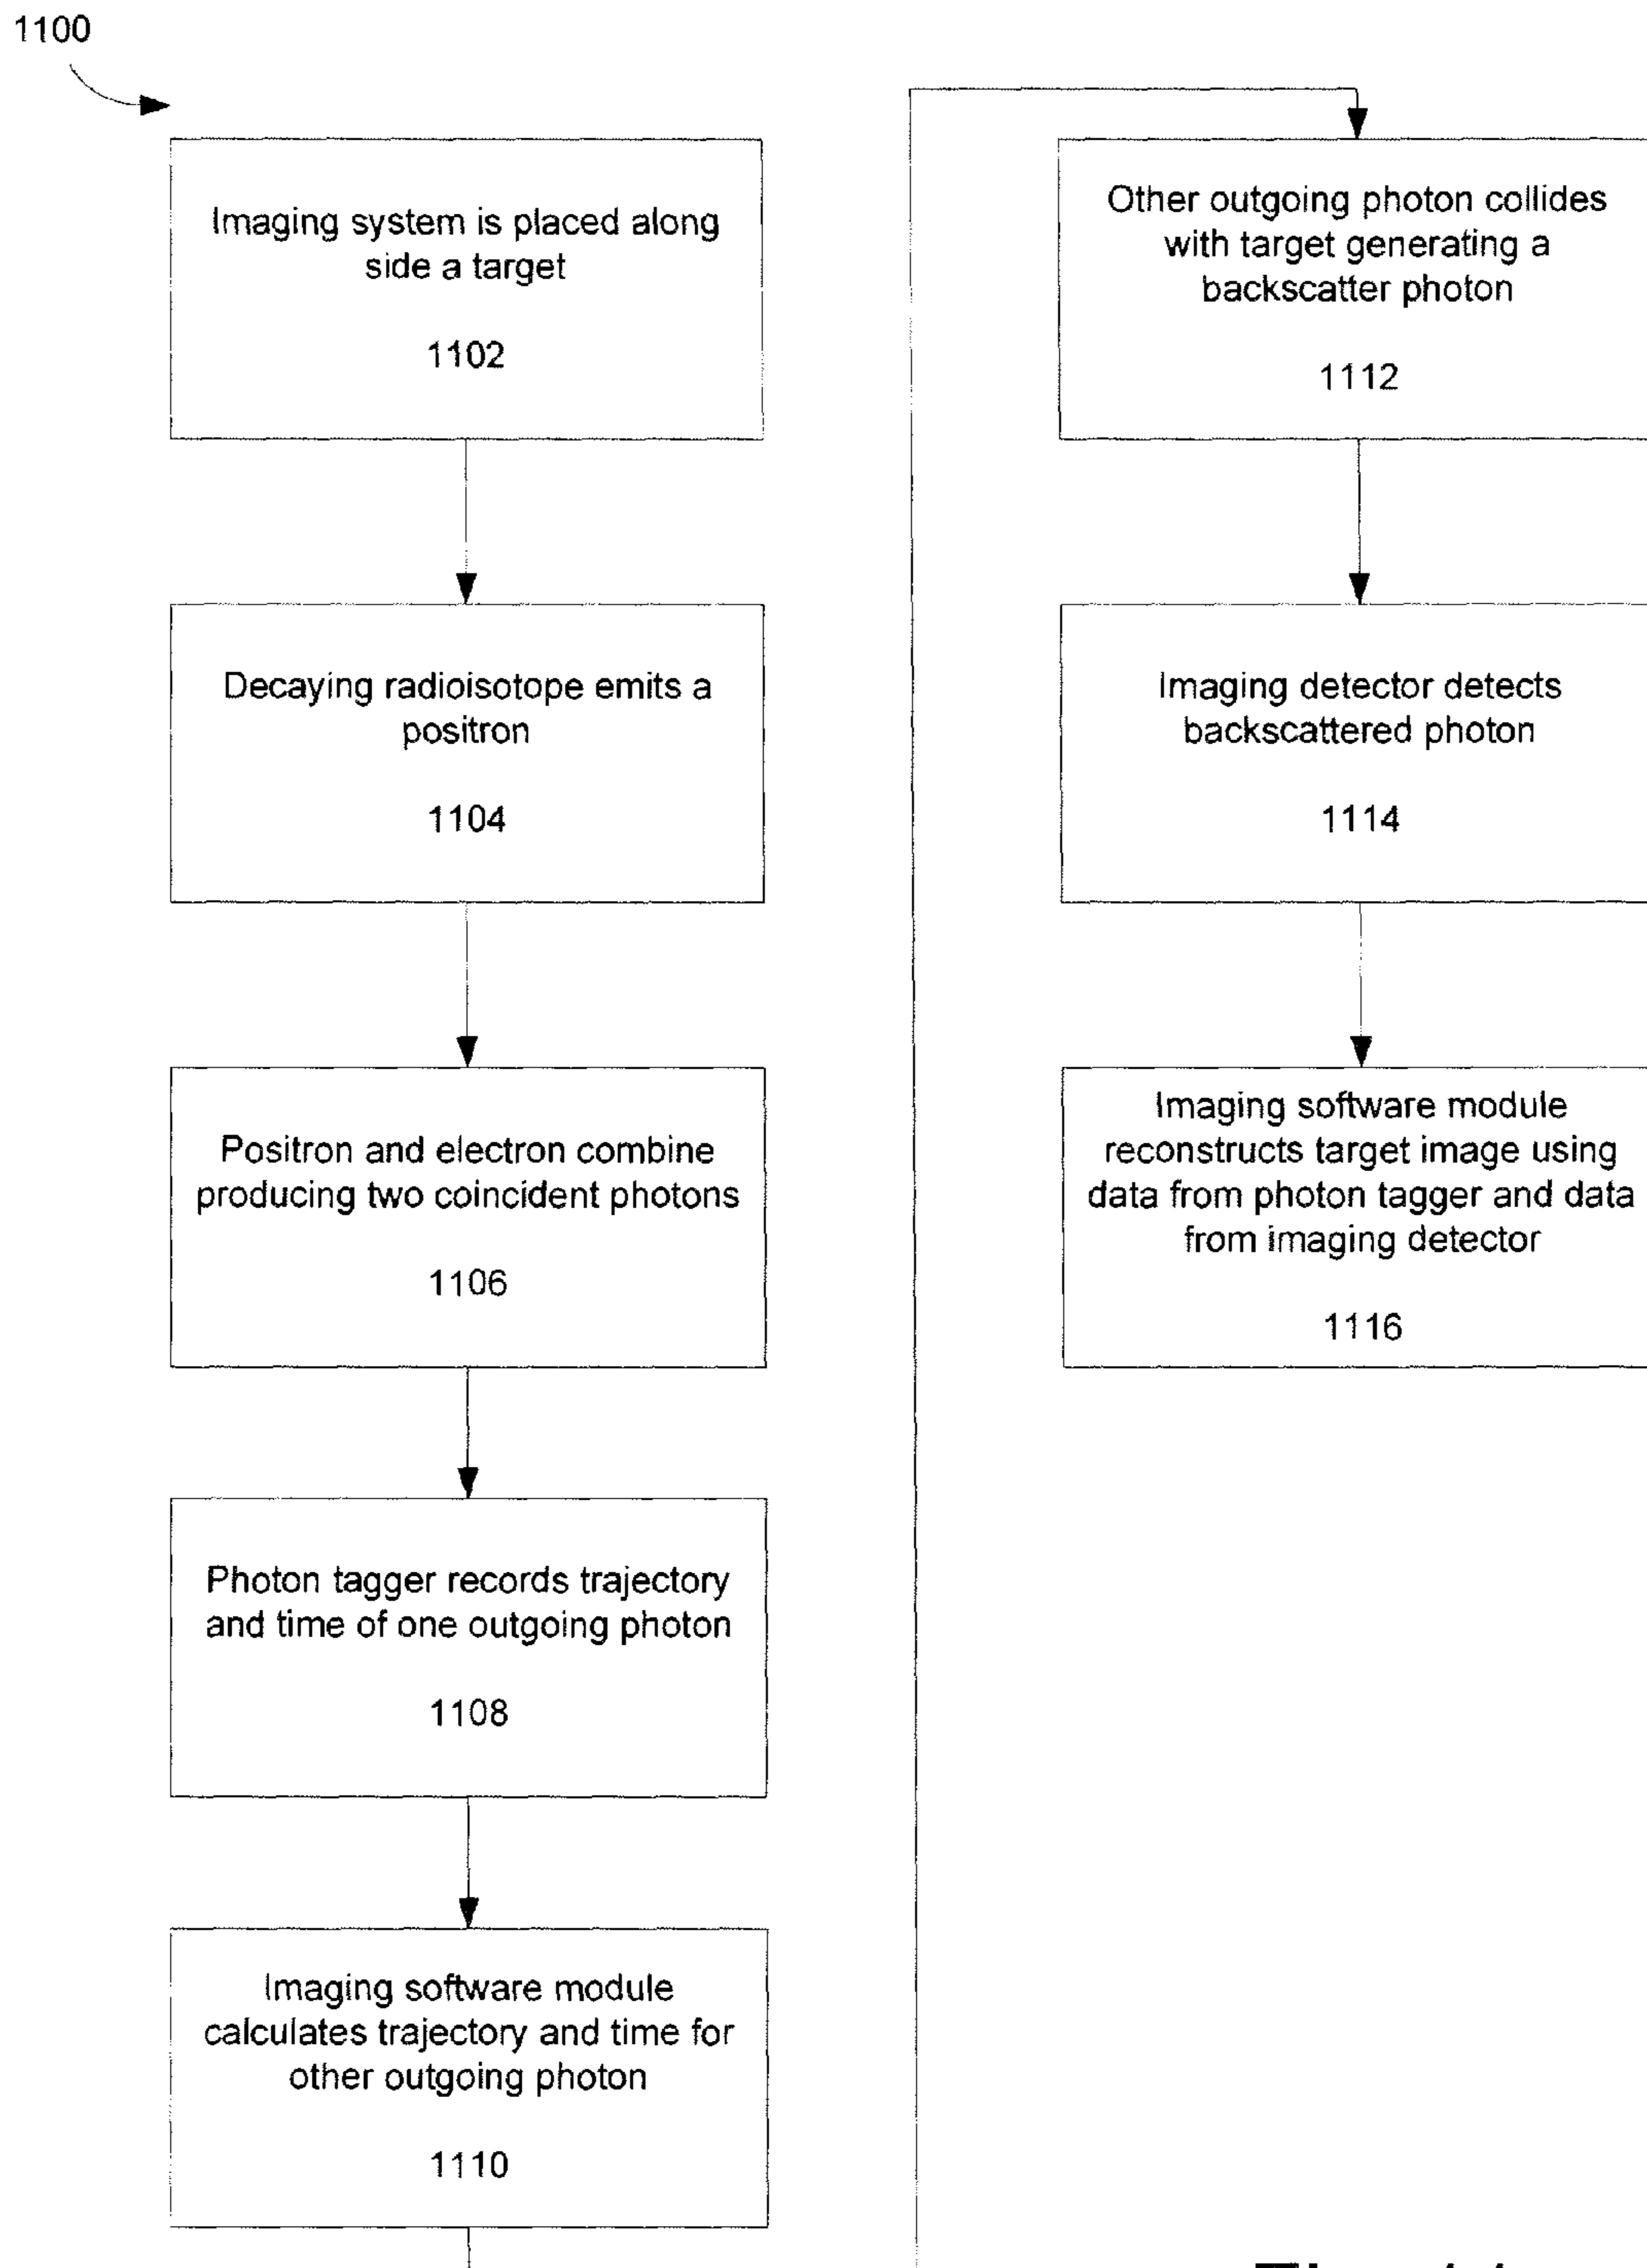 1100
Imaging system is placed along
side a target
1102
Decaying radioisotope emits a
positron
1104
Positron and electron combine
producing two coincident photons
1106
Photon tagger records trajectory
and time of one outgoing photon
1108
Imaging software module
calculates trajectory and time for
other outgoing photon
1110
Other outgoing photon collides
with target generating a
backscatter photon
1112
Imaging detector detects
backscattered photon
1114
Imaging software module
reconstructs target image using
data from photon tagger and data
from imaging detector
1116